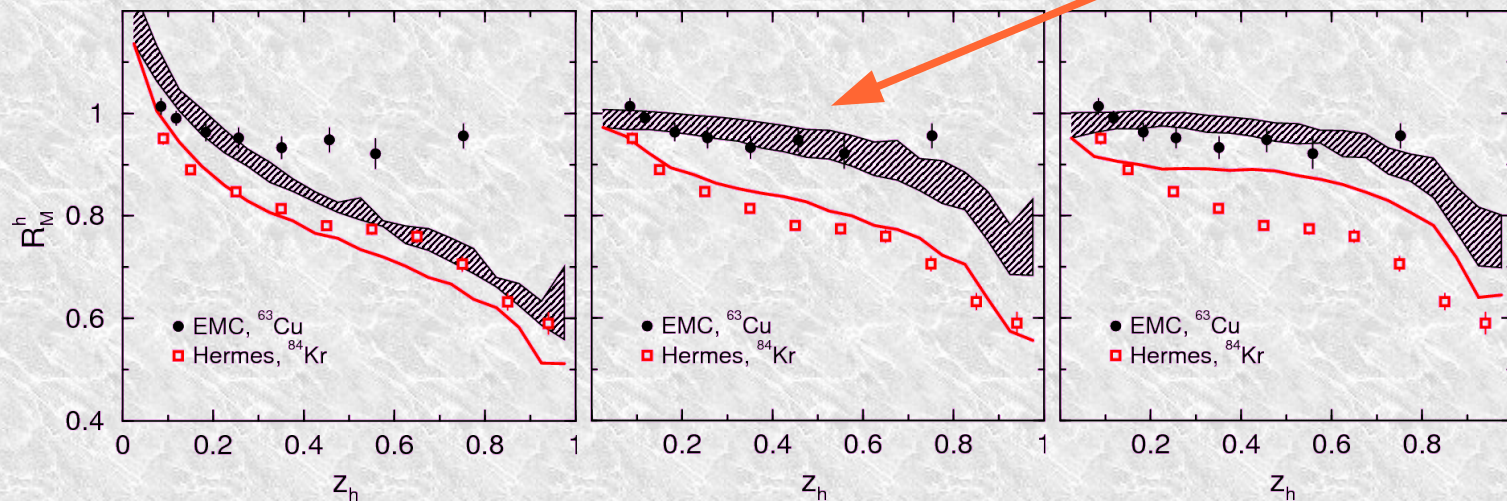 R_M^h
1
0.8
0.6
0.4
● EMC, ⁶³Cu
□ Hermes, ⁸⁴Kr
0 0.2 0.4 0.6 0.8 1
z_h
● EMC, ⁶³Cu
□ Hermes, ⁸⁴Kr
0.2 0.4 0.6 0.8 1
z_h
● EMC, ⁶³Cu
□ Hermes, ⁸⁴Kr
0.2 0.4 0.6 0.8
z_h